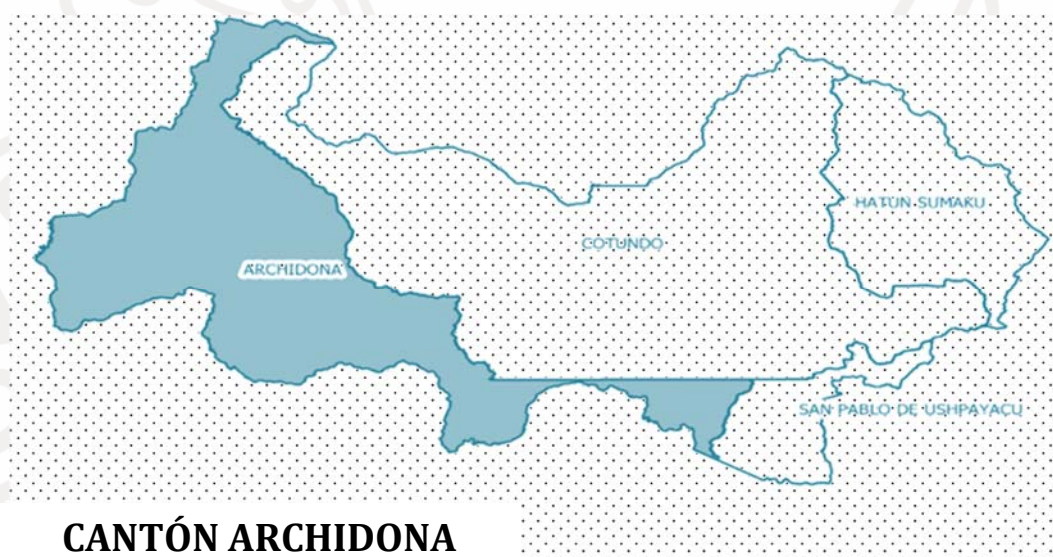 HATUN SUMAKU
COTUNDO
ARCHIDONA
SAN PABLO DE USHPAYACU
CANTÓN ARCHIDONA